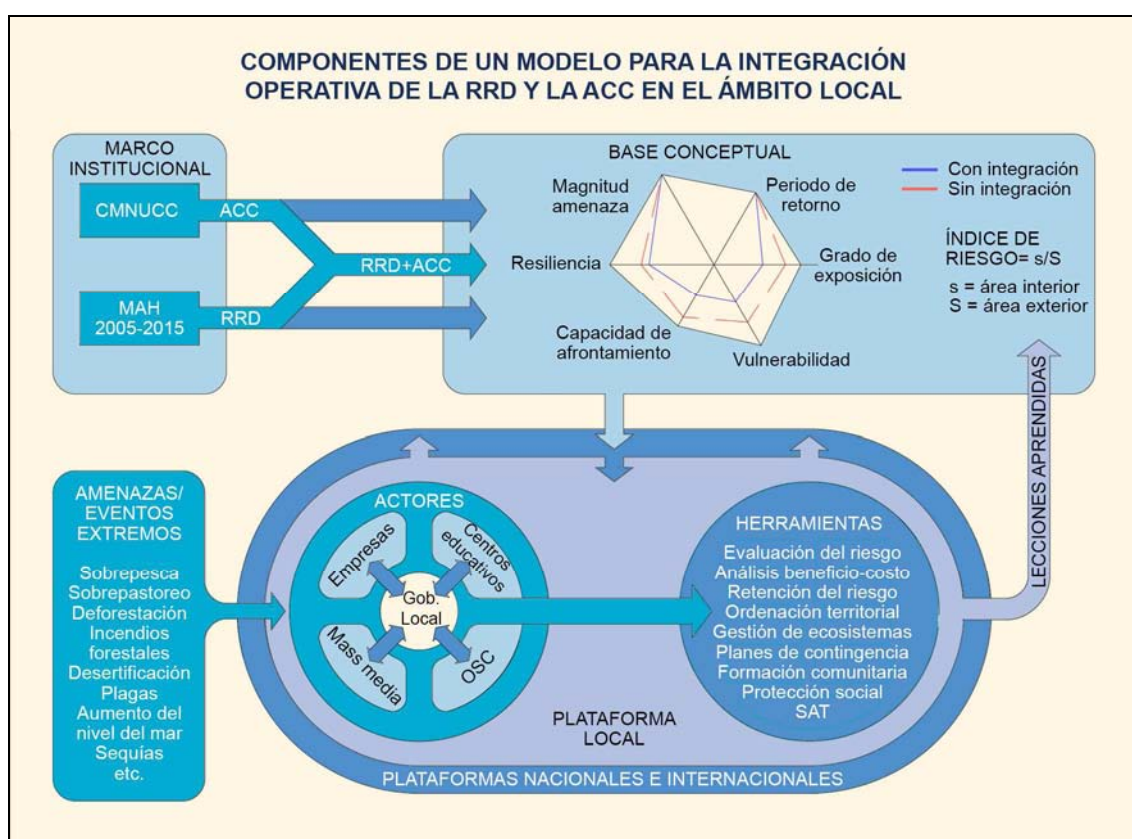 COMPONENTES DE UN MODELO PARA LA INTEGRACIÓN
OPERATIVA DE LA RRD Y LA ACC EN EL ÁMBITO LOCAL
MARCO
INSTITUCIONAL
CMNUCC
ACC
RRD+ACC
MAH
2005-2015
RRD
BASE CONCEPTUAL
Magnitud
amenaza
Periodo de
retorno
Resiliencia
Grado de
exposición
Capacidad de
afrontamiento
Vulnerabilidad
Con integración
Sin integración
ÍNDICE DE
RIESGO= s/S
s = área interior
S = área exterior
LECCIONES APRENDIDAS
AMENAZAS/
EVENTOS
EXTREMOS
Sobrepesca
Sobrepastoreo
Deforestación
Incendios
forestales
Desertificación
Plagas
Aumento del
nivel del mar
Sequías
etc.
ACTORES
Empresas
Centros
educativos
Gob.
Local
Mass media
OSC
HERRAMIENTAS
Evaluación del riesgo
Análisis beneficio-costo
Retención del riesgo
Ordenación territorial
Gestión de ecosistemas
Planes de contingencia
Formación comunitaria
Protección social
SAT
PLATAFORMA
LOCAL
PLATAFORMAS NACIONALES E INTERNACIONALES